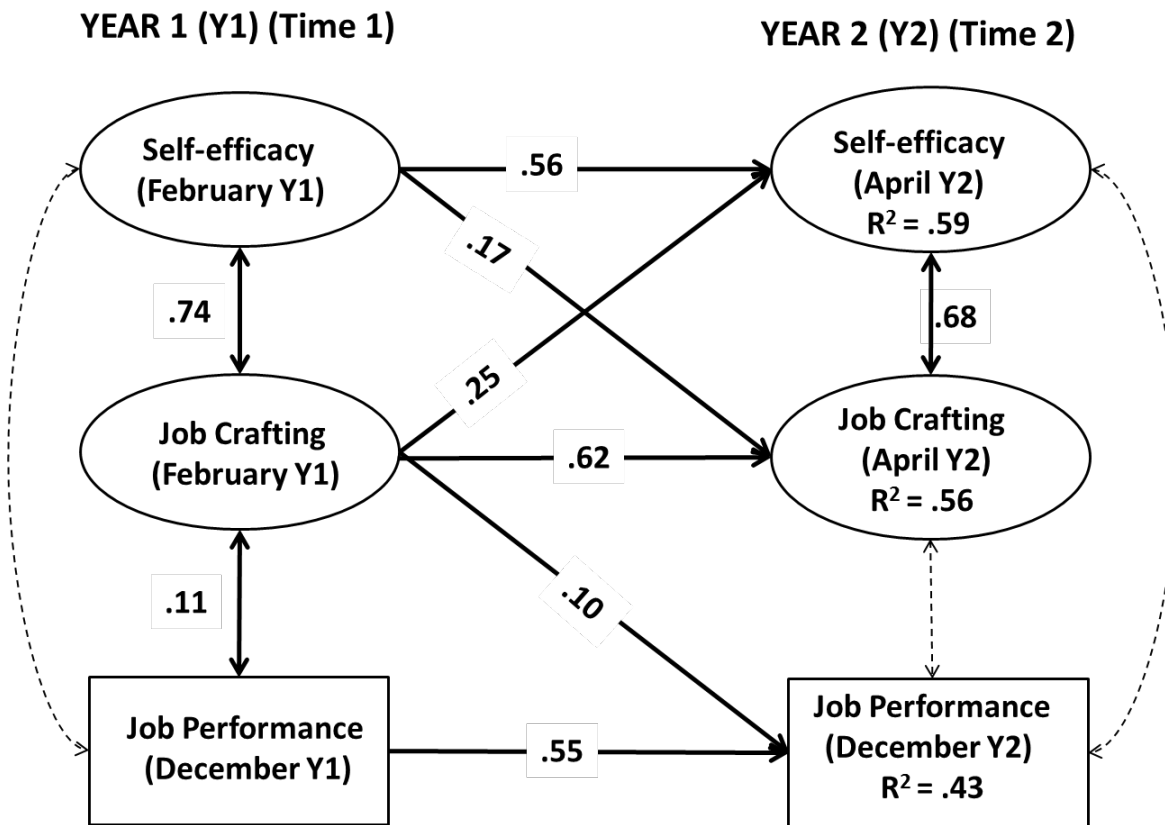 YEAR 1 (Y1) (Time 1)
YEAR 2 (Y2) (Time 2)
Self-efficacy
(February Y1)
.56
Self-efficacy
(April Y2)
R² = .59
.17
.74
.68
.25
Job Crafting
(February Y1)
.62
Job Crafting
(April Y2)
R² = .56
.11
.10
Job Performance
(December Y1)
.55
Job Performance
(December Y2)
R² = .43